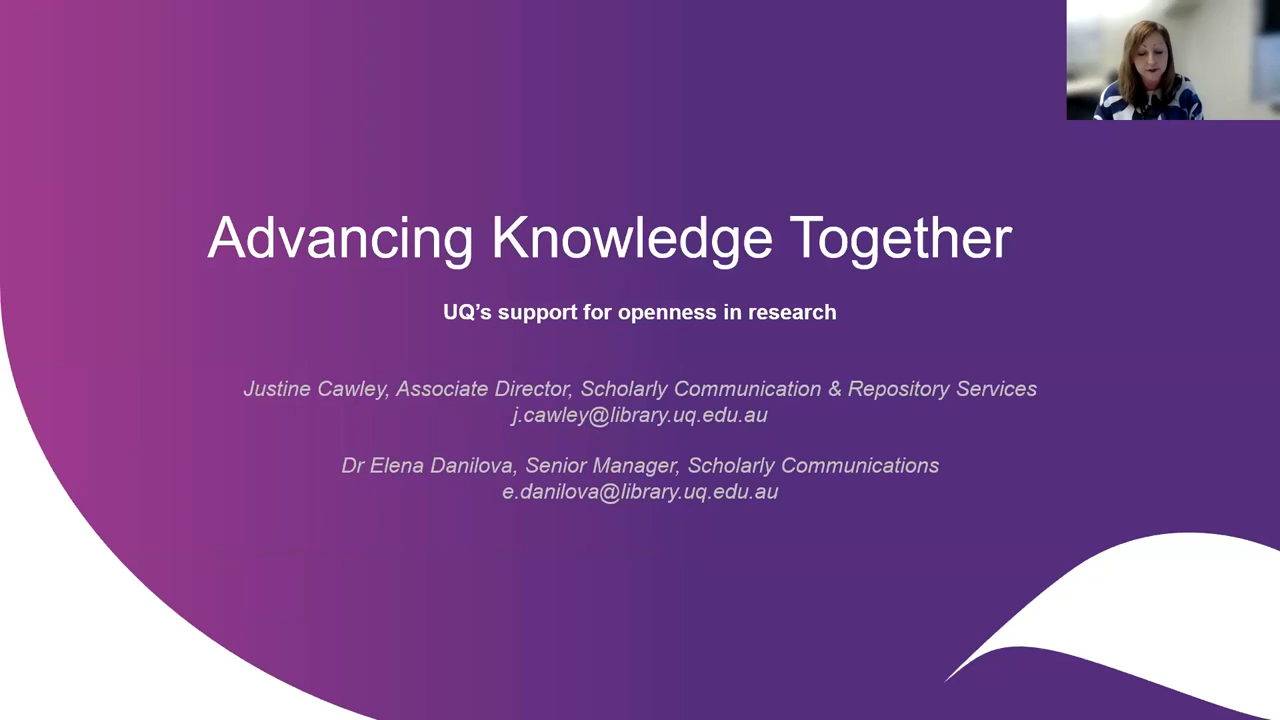 Advancing Knowledge Together
UQ’s support for openness in research
Justine Cawley, Associate Director, Scholarly Communication & Repository Services
j.cawley@library.uq.edu.au
Dr Elena Danilova, Senior Manager, Scholarly Communications
e.danilova@library.uq.edu.au